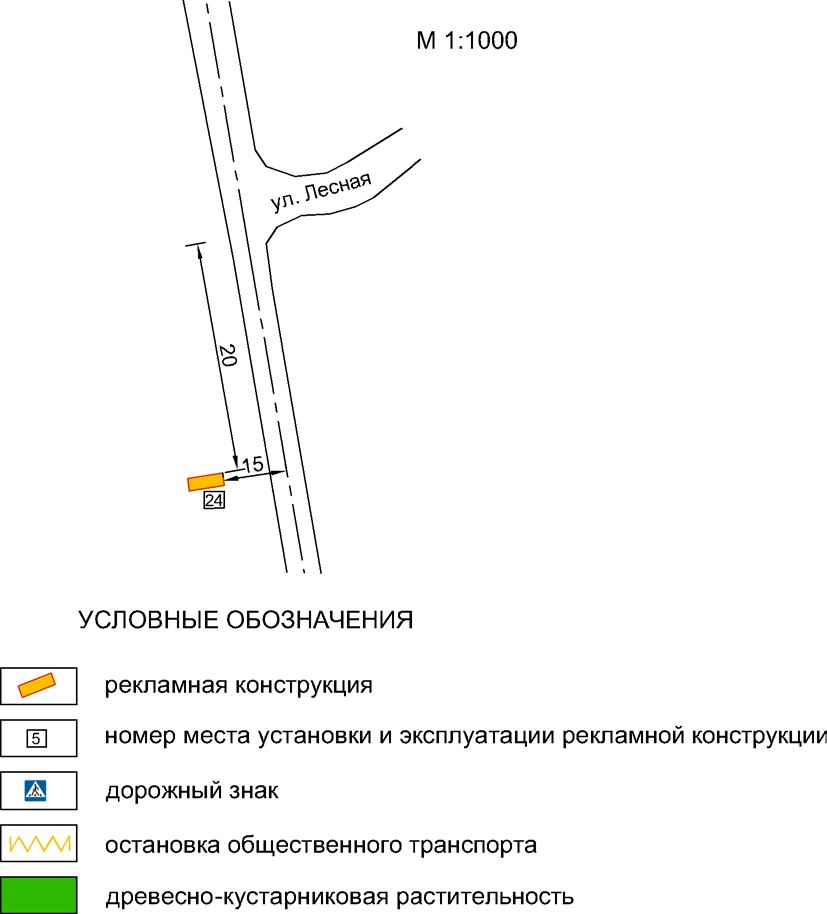 М 1:1000
ул. Лесная
20
15
24
УСЛОВНЫЕ ОБОЗНАЧЕНИЯ
рекламная конструкция
5 номер места установки и эксплуатации рекламной конструкции
дорожный знак
остановка общественного транспорта
древесно-кустарниковая растительность